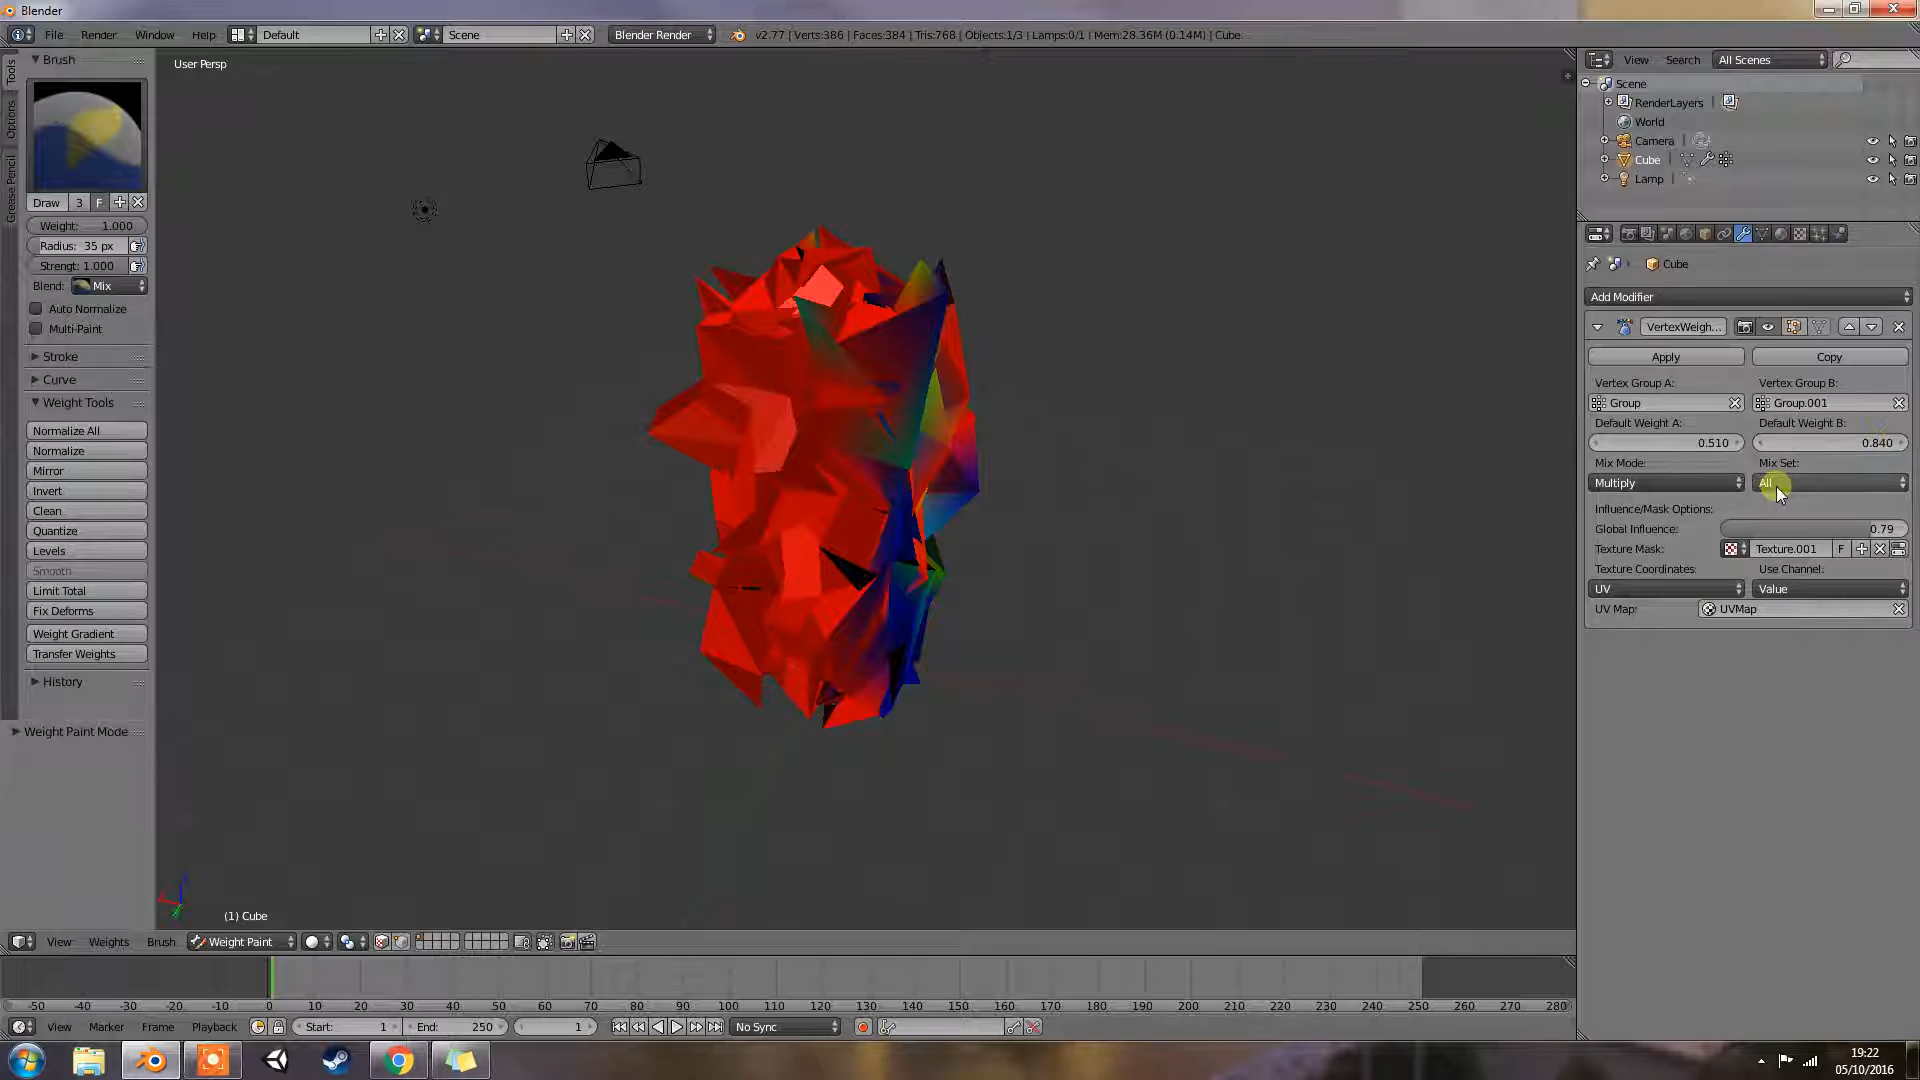 Blender
File Render Window Help Default Scene Blender Render v2.77 | Verts:386 | Faces:384 | Tris:768 | Objects:1/3 | Lamps:0/1 | Mem:28.36M (0.14M) | Cube
Tools
Options
Grease Pencil
Brush
Draw 3 F
Weight: 1.000
Radius: 35 px
Strengt: 1.000
Blend: Mix
Auto Normalize
Multi-Paint
Stroke
Curve
Weight Tools
Normalize All
Normalize
Mirror
Invert
Clean
Quantize
Levels
Smooth
Limit Total
Fix Deforms
Weight Gradient
Transfer Weights
History
Weight Paint Mode
User Persp
(1) Cube
View Weights Brush Weight Paint
View Search All Scenes
Scene
RenderLayers
World
Camera
Cube
Lamp
Cube
Add Modifier
VertexWeigh...
Apply Copy
Vertex Group A: Vertex Group B:
Group Group.001
Default Weight A: Default Weight B:
0.510 0.840
Mix Mode: Mix Set:
Multiply All
Influence/Mask Options:
Global Influence: 0.79
Texture Mask: Texture.001 F
Texture Coordinates: Use Channel:
UV Value
UV Map: UVMap
-50 -40 -30 -20 -10 0 10 20 30 40 50 60 70 80 90 100 110 120 130 140 150 160 170 180 190 200 210 220 230 240 250 260 270 280
View Marker Frame Playback Start: 1 End: 250 1 No Sync
19:22
05/10/2016